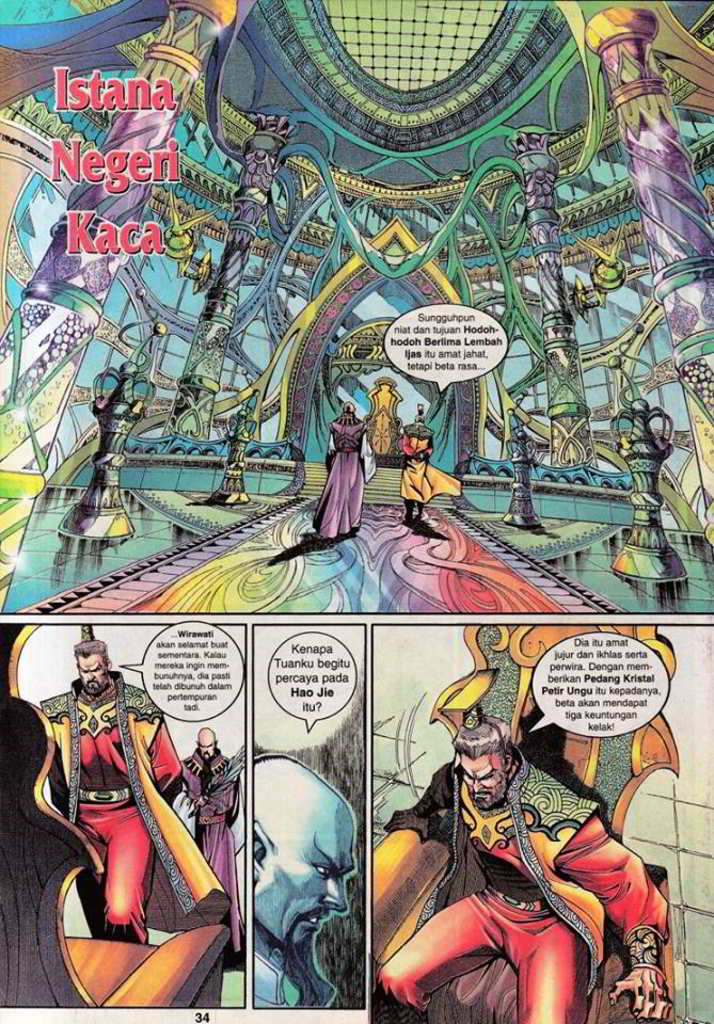 Istana
Negeri
Kaca
Sungguhpun
niat dan tujuan Hodoh-
hodoh Berlima Lembah
Ijas itu amat jahat,
tetapi beta rasa...
...Wirawati
akan selamat buat
sementara. Kalau
mereka ingin mem-
bunuhnya, dia pasti
telah dibunuh dalam
pertempuran
tadi.
Kenapa
Tuanku begitu
percaya pada
Hao Jie
itu?
Dia itu amat
jujur dan ikhlas serta
perwira. Dengan mem-
berikan Pedang Kristal
Petir Ungu itu kepadanya,
beta akan mendapat
tiga keuntungan
kelak!
34